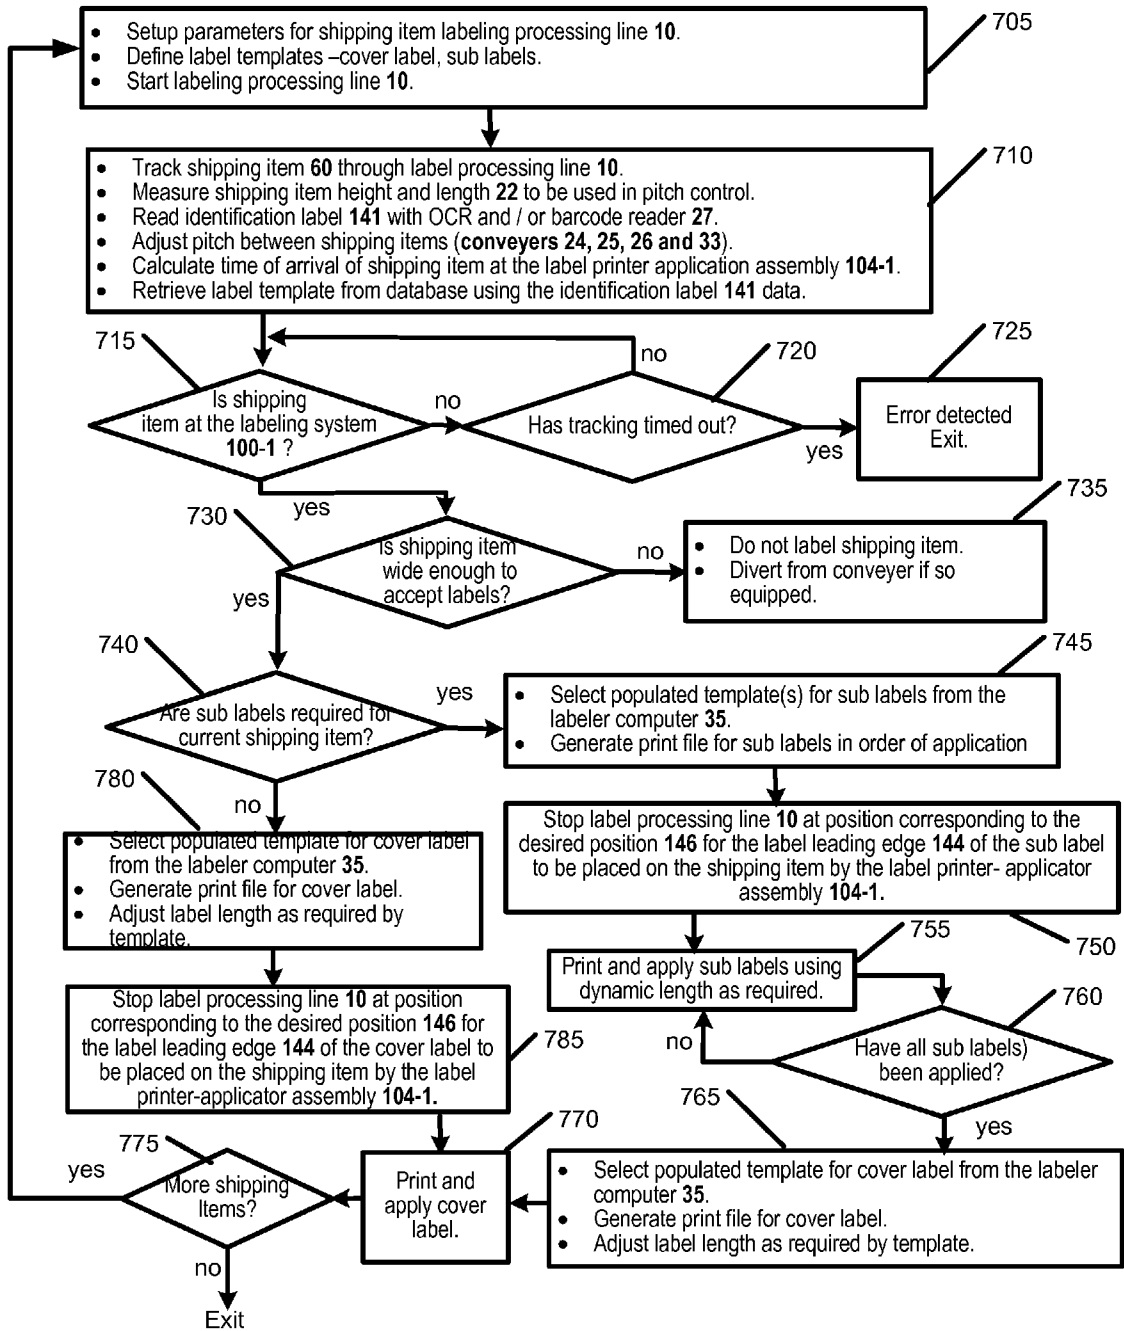 • Setup parameters for shipping item labeling processing line 10.
• Define label templates –cover label, sub labels.
• Start labeling processing line 10.
705
• Track shipping item 60 through label processing line 10.
• Measure shipping item height and length 22 to be used in pitch control.
• Read identification label 141 with OCR and / or barcode reader 27.
• Adjust pitch between shipping items (conveyers 24, 25, 26 and 33).
• Calculate time of arrival of shipping item at the label printer application assembly 104-1.
• Retrieve label template from database using the identification label 141 data.
710
715
Is shipping
item at the labeling system
100-1 ?
no
yes
720
Has tracking timed out?
no
yes
725
Error detected
Exit.
730
Is shipping item
wide enough to
accept labels?
no
yes
735
• Do not label shipping item.
• Divert from conveyer if so
equipped.
740
Are sub labels required for
current shipping item?
yes
no
745
• Select populated template(s) for sub labels from the
labeler computer 35.
• Generate print file for sub labels in order of application
780
• Select populated template for cover label
from the labeler computer 35.
• Generate print file for cover label.
• Adjust label length as required by
template.
Stop label processing line 10 at position corresponding to the
desired position 146 for the label leading edge 144 of the sub label
to be placed on the shipping item by the label printer- applicator
assembly 104-1.
750
755
Print and apply sub labels using
dynamic length as required.
760
Have all sub labels)
been applied?
no
yes
Stop label processing line 10 at position
corresponding to the desired position 146 for
the label leading edge 144 of the cover label to
be placed on the shipping item by the label
printer-applicator assembly 104-1.
785
765
• Select populated template for cover label from the labeler
computer 35.
• Generate print file for cover label.
• Adjust label length as required by template.
770
Print and
apply cover
label.
775
More shipping
Items?
yes
no
Exit